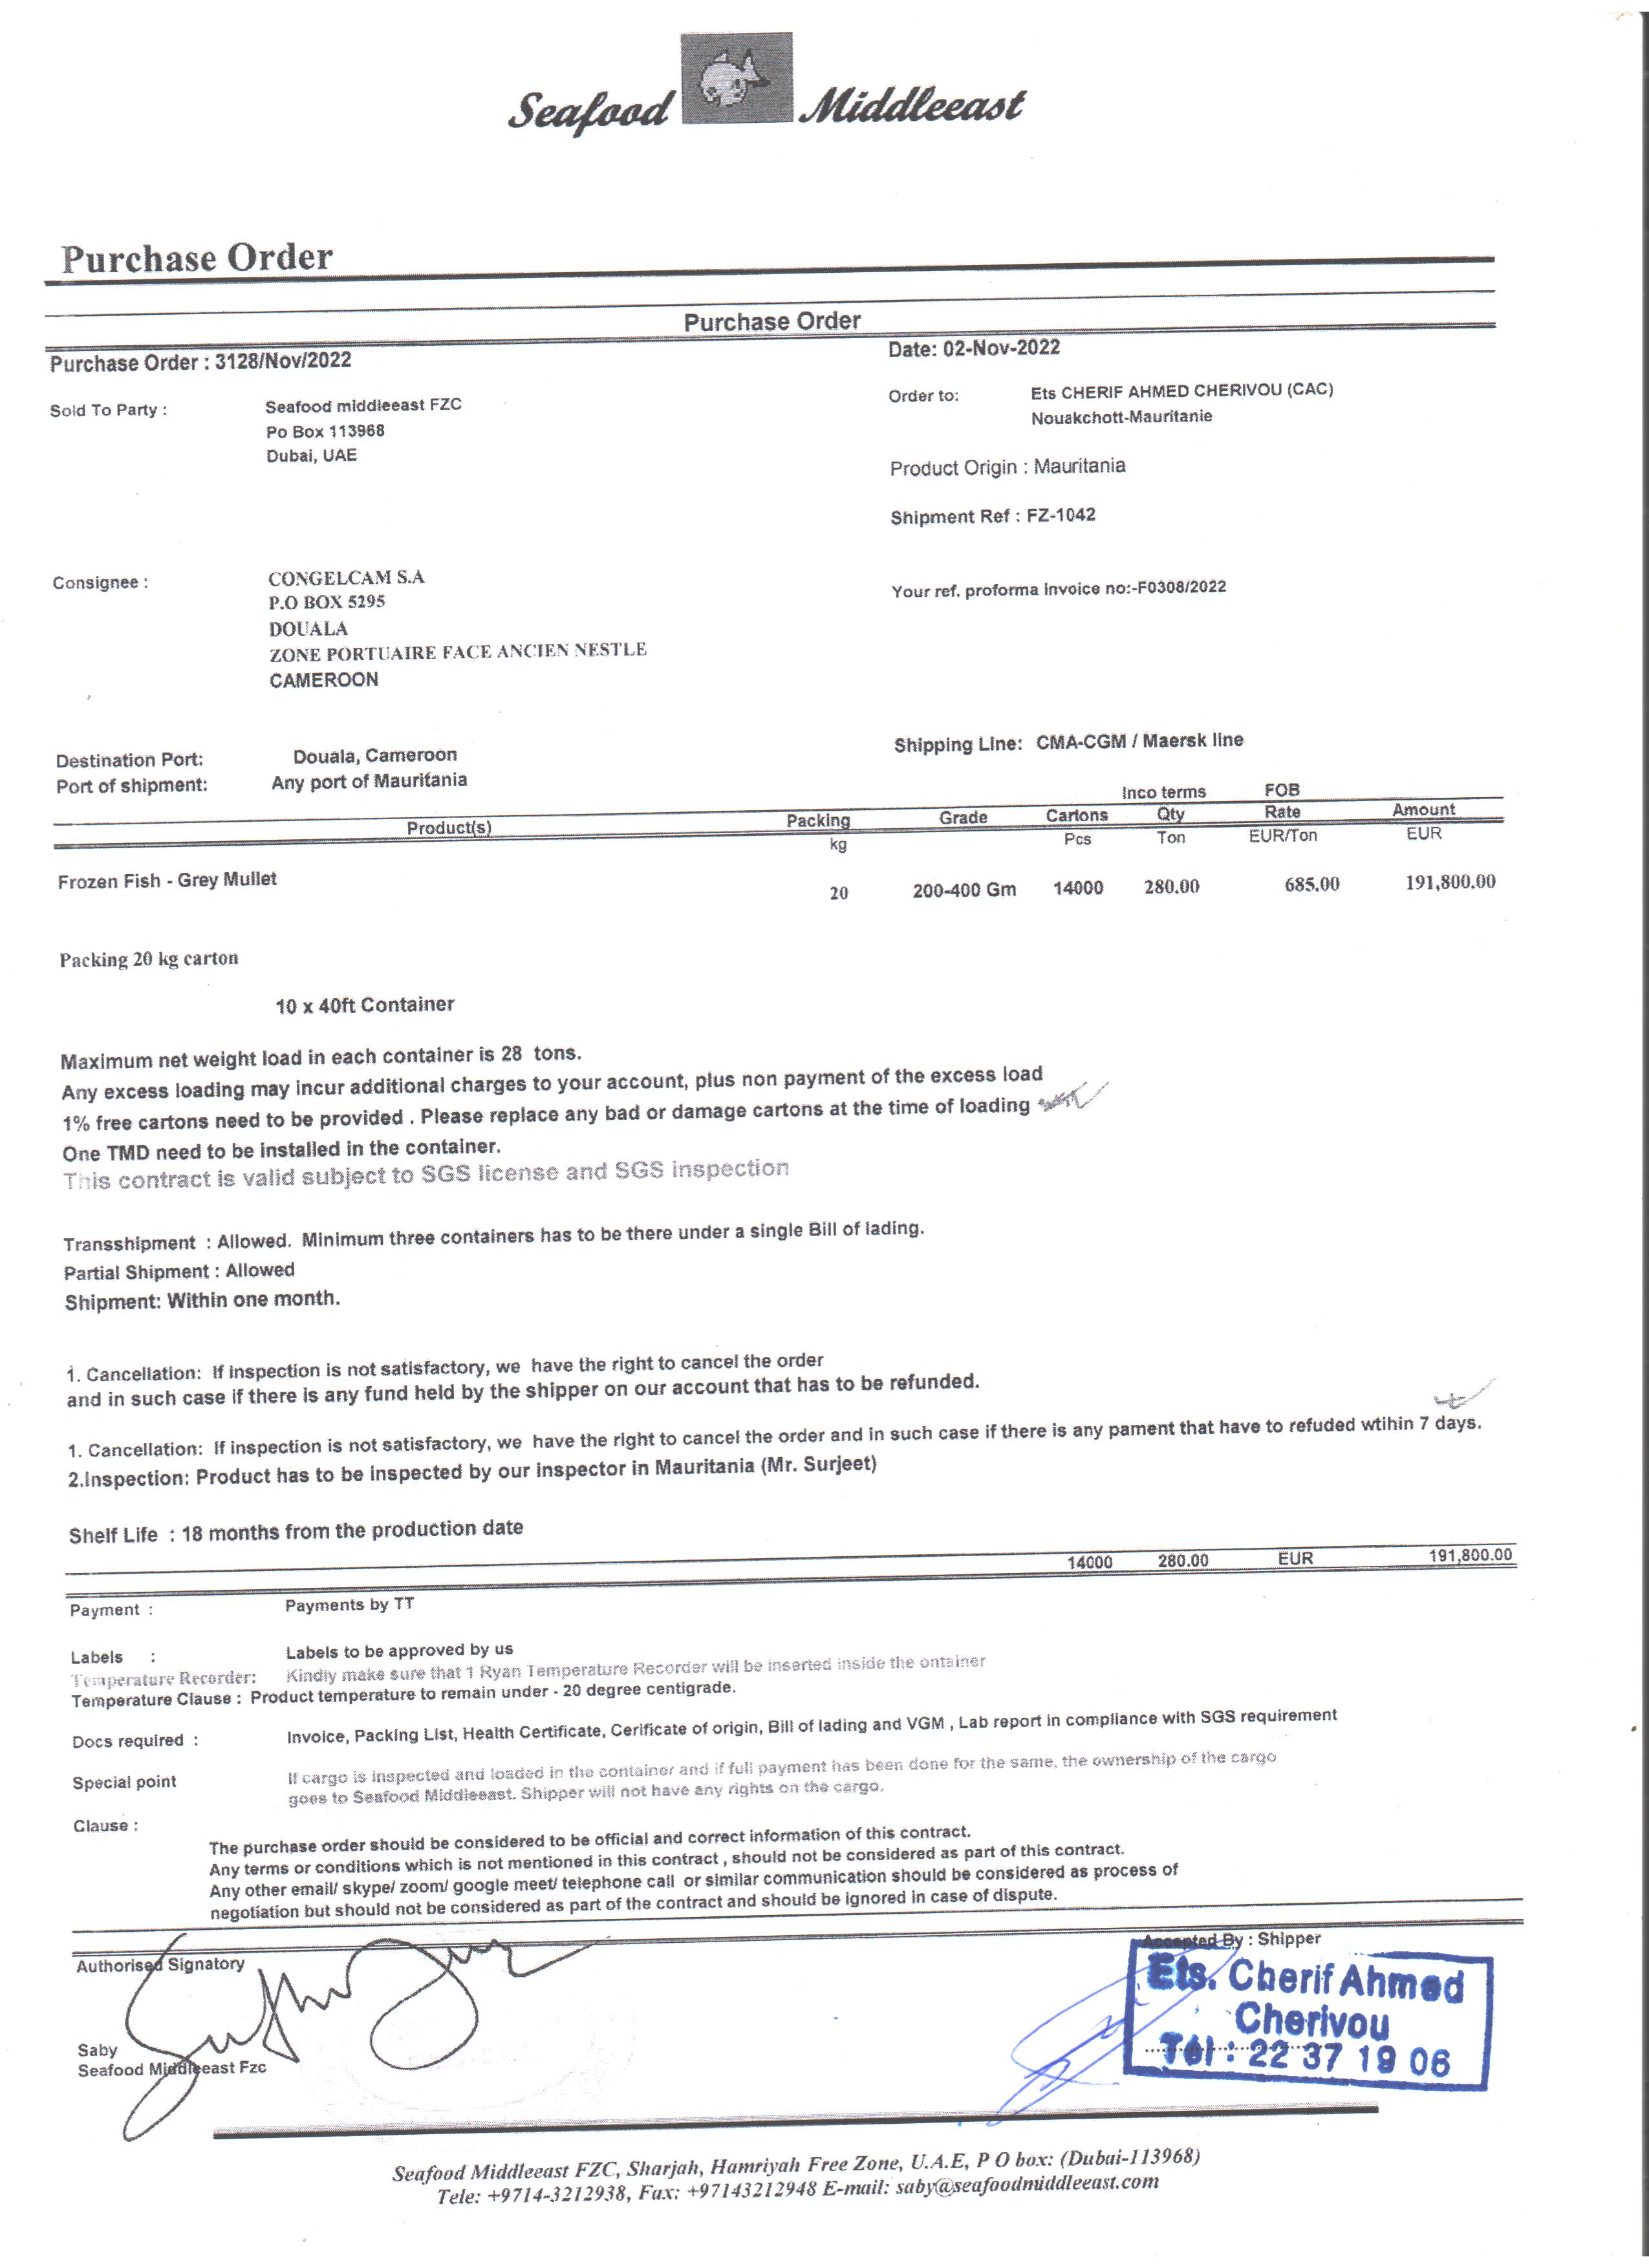 Seafood Middleeast
Purchase Order
Purchase Order
Purchase Order : 3128/Nov/2022
Date: 02-Nov-2022
Sold To Party :
Seafood middleeast FZC
Po Box 113968
Dubai, UAE
Order to:
Ets CHERIF AHMED CHERIVOU (CAC)
Nouakchott-Mauritanie
Product Origin : Mauritania
Shipment Ref : FZ-1042
Consignee :
CONGELCAM S.A
P.O BOX 5295
DOUALA
ZONE PORTUAIRE FACE ANCIEN NESTLE
CAMEROON
Your ref. proforma invoice no:-F0308/2022
Destination Port: Douala, Cameroon
Port of shipment: Any port of Mauritania
Shipping Line: CMA-CGM / Maersk line
Inco terms FOB
Product(s) Packing Grade Cartons Qty Rate Amount
kg Pcs Ton EUR/Ton EUR
Frozen Fish - Grey Mullet 20 200-400 Gm 14000 280.00 685.00 191,800.00
Packing 20 kg carton
10 x 40ft Container
Maximum net weight load in each container is 28 tons.
Any excess loading may incur additional charges to your account, plus non payment of the excess load
1% free cartons need to be provided . Please replace any bad or damage cartons at the time of loading
One TMD need to be installed in the container.
This contract is valid subject to SGS license and SGS inspection
Transshipment : Allowed. Minimum three containers has to be there under a single Bill of lading.
Partial Shipment : Allowed
Shipment: Within one month.
1. Cancellation: If inspection is not satisfactory, we have the right to cancel the order
and in such case if there is any fund held by the shipper on our account that has to be refunded.
1. Cancellation: If inspection is not satisfactory, we have the right to cancel the order and in such case if there is any pament that have to refuded wtihin 7 days.
2.Inspection: Product has to be inspected by our inspector in Mauritania (Mr. Surjeet)
Shelf Life : 18 months from the production date
14000 280.00 EUR 191,800.00
Payment : Payments by TT
Labels : Labels to be approved by us
Temperature Recorder: Kindly make sure that 1 Ryan Temperature Recorder will be inserted inside the ontainer
Temperature Clause : Product temperature to remain under - 20 degree centigrade.
Docs required : Invoice, Packing List, Health Certificate, Cerificate of origin, Bill of lading and VGM , Lab report in compliance with SGS requirement
Special point If cargo is inspected and loaded in the container and if full payment has been done for the same, the ownership of the cargo
goes to Seafood Middleeast. Shipper will not have any rights on the cargo.
Clause :
The purchase order should be considered to be official and correct information of this contract.
Any terms or conditions which is not mentioned in this contract , should not be considered as part of this contract.
Any other email/ skype/ zoom/ google meet/ telephone call or similar communication should be considered as process of
negotiation but should not be considered as part of the contract and should be ignored in case of dispute.
Authorised Signatory
Accepted By : Shipper
Ets. Cherif Ahmed
Cherivou
Tél : 22 37 19 06
Saby
Seafood Middleeast Fzc
Seafood Middleeast FZC, Sharjah, Hamriyah Free Zone, U.A.E, P O box: (Dubai-113968)
Tele: +9714-3212938, Fax: +97143212948 E-mail: saby@seafoodmiddleeast.com